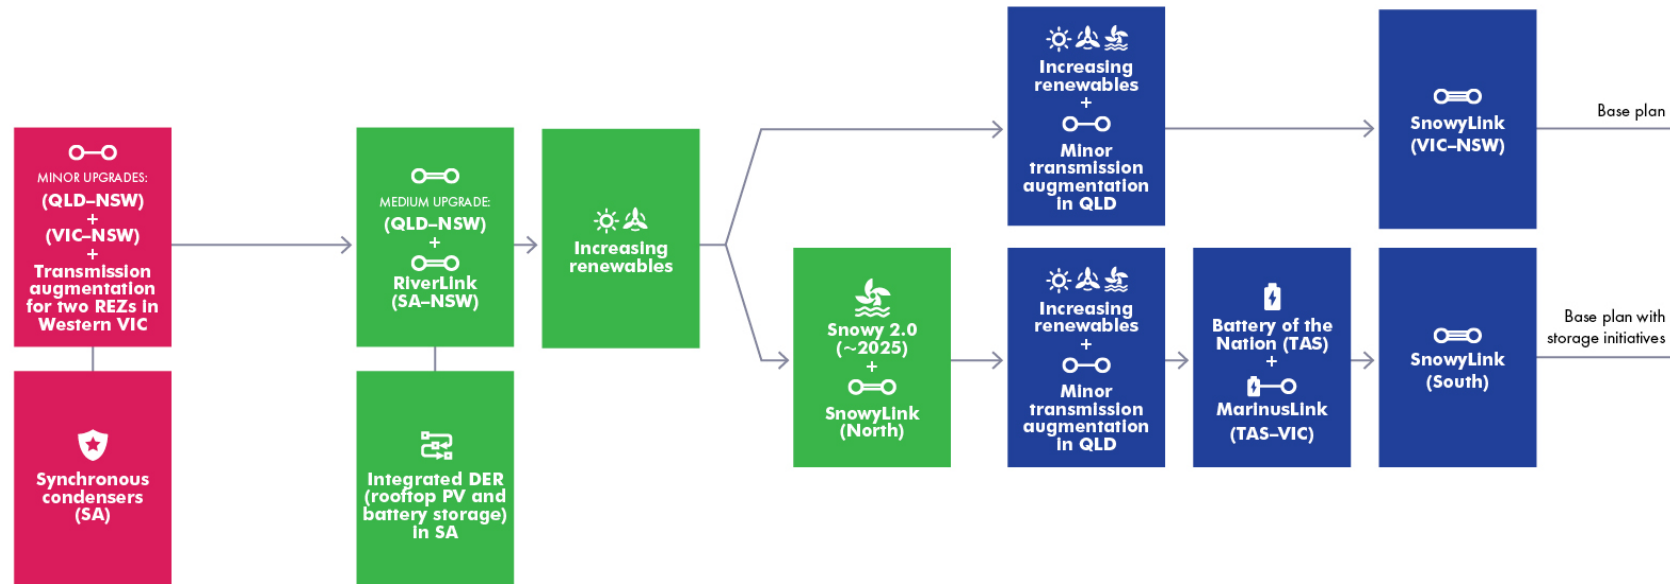 MINOR UPGRADES:
(QLD–NSW)
+
(VIC–NSW)
+
Transmission
augmentation
for two REZs in
Western VIC
Synchronous
condensers
(SA)
MEDIUM UPGRADE:
(QLD–NSW)
+
RiverLink
(SA–NSW)
Integrated DER
(rooftop PV and
battery storage)
in SA
Increasing
renewables
Increasing
renewables
+
Minor
transmission
augmentation
in QLD
SnowyLink
(VIC–NSW)
Base plan
Snowy 2.0
(~2025)
+
SnowyLink
(North)
Increasing
renewables
+
Minor
transmission
augmentation
in QLD
Battery of the
Nation (TAS)
+
MarinusLink
(TAS–VIC)
SnowyLink
(South)
Base plan with
storage initiatives